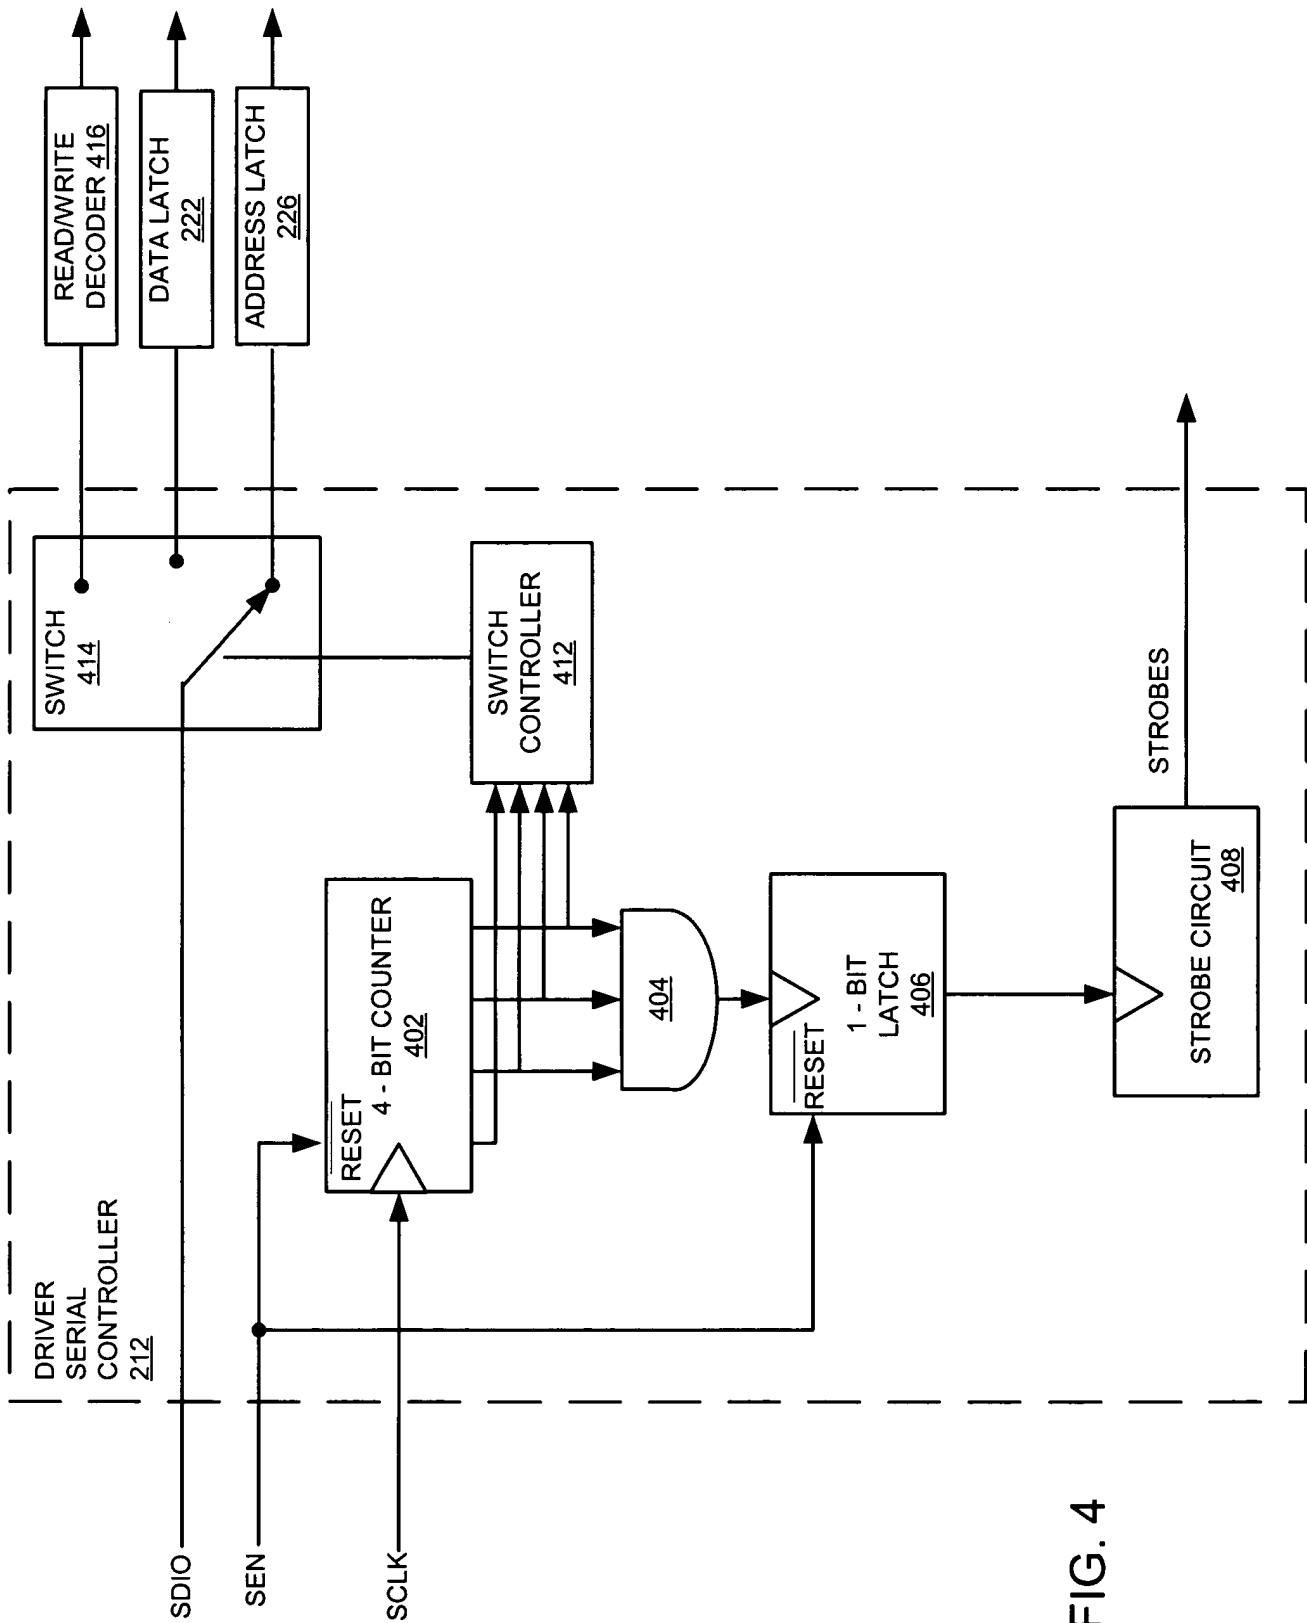 DRIVER
SERIAL
CONTROLLER
212
SWITCH
414
READ/WRITE
DECODER 416
DATA LATCH
222
ADDRESS LATCH
226
SDIO
SEN
SCLK
RESET
4 - BIT COUNTER
402
SWITCH
CONTROLLER
412
404
RESET
1 - BIT
LATCH
406
STROBE CIRCUIT
408
STROBES
FIG. 4